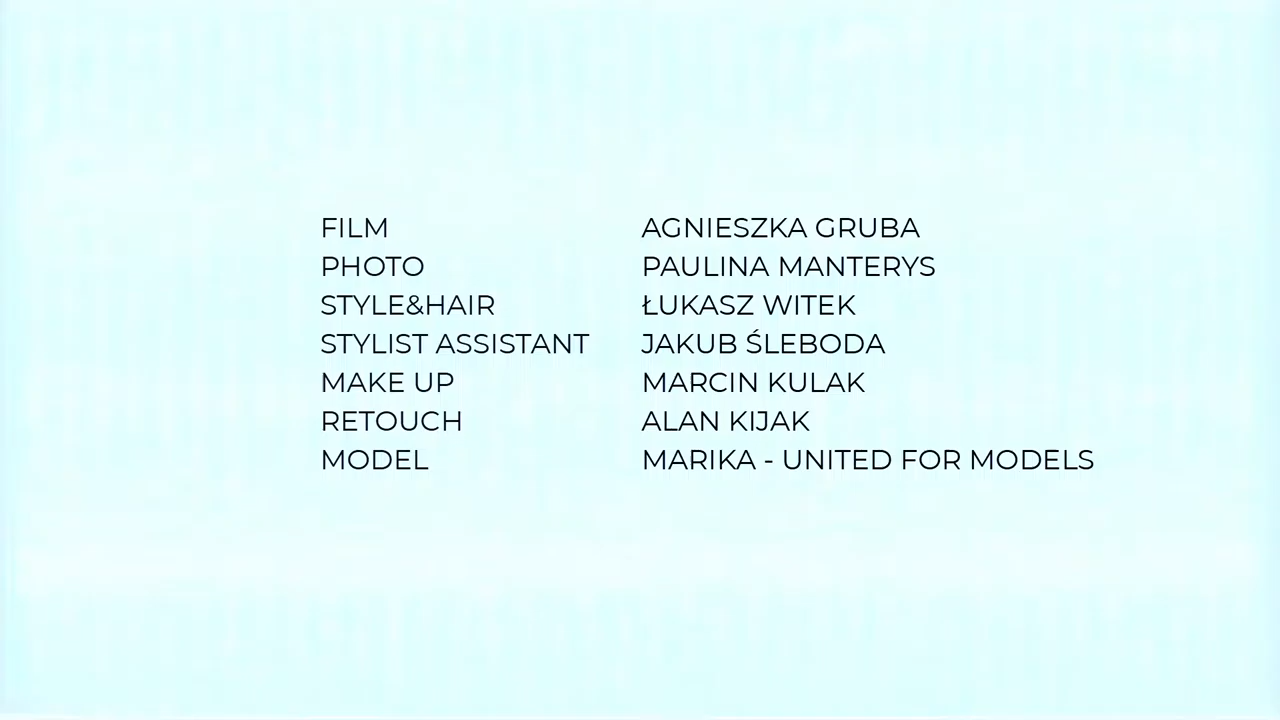 FILM AGNIESZKA GRUBA
PHOTO PAULINA MANTERYS
STYLE&HAIR ŁUKASZ WITEK
STYLIST ASSISTANT JAKUB ŚLEBODA
MAKE UP MARCIN KULAK
RETOUCH ALAN KIJAK
MODEL MARIKA - UNITED FOR MODELS